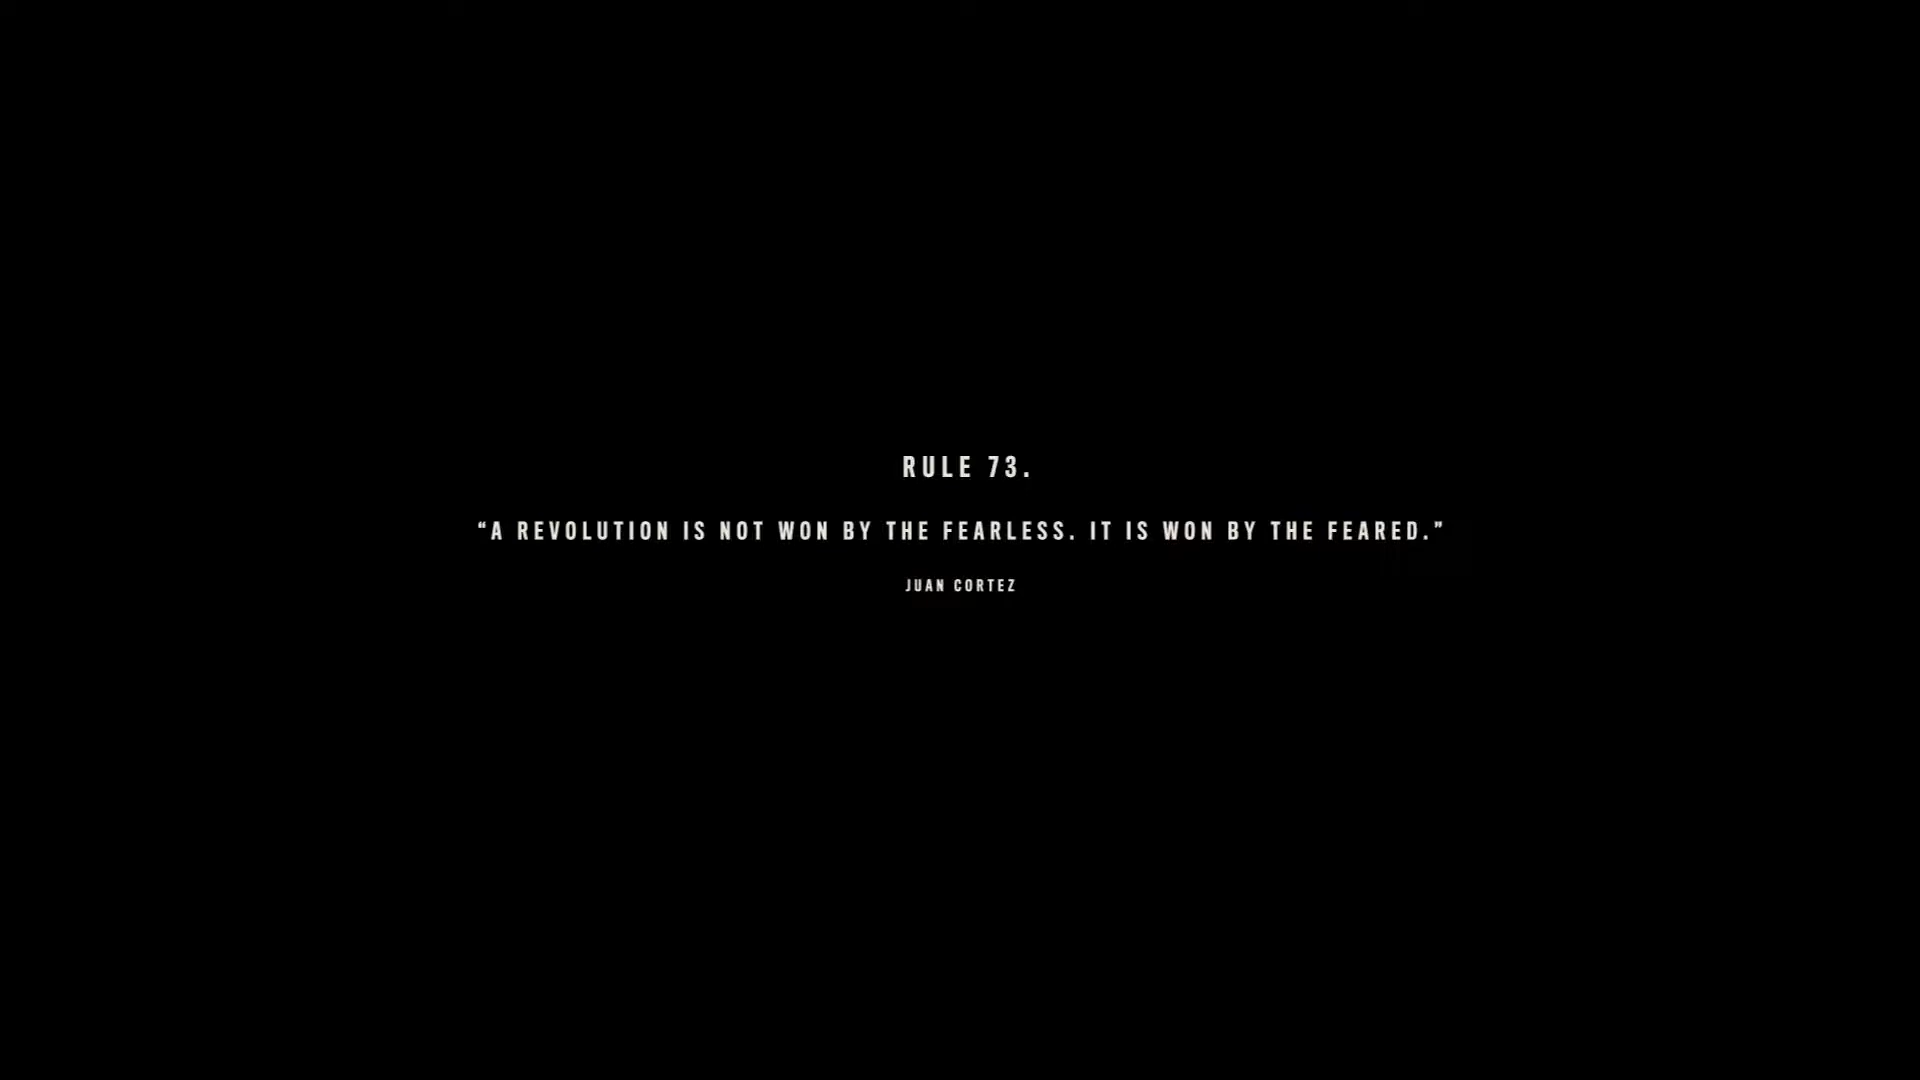 RULE 73.
“A REVOLUTION IS NOT WON BY THE FEARLESS. IT IS WON BY THE FEARED.”
JUAN CORTEZ